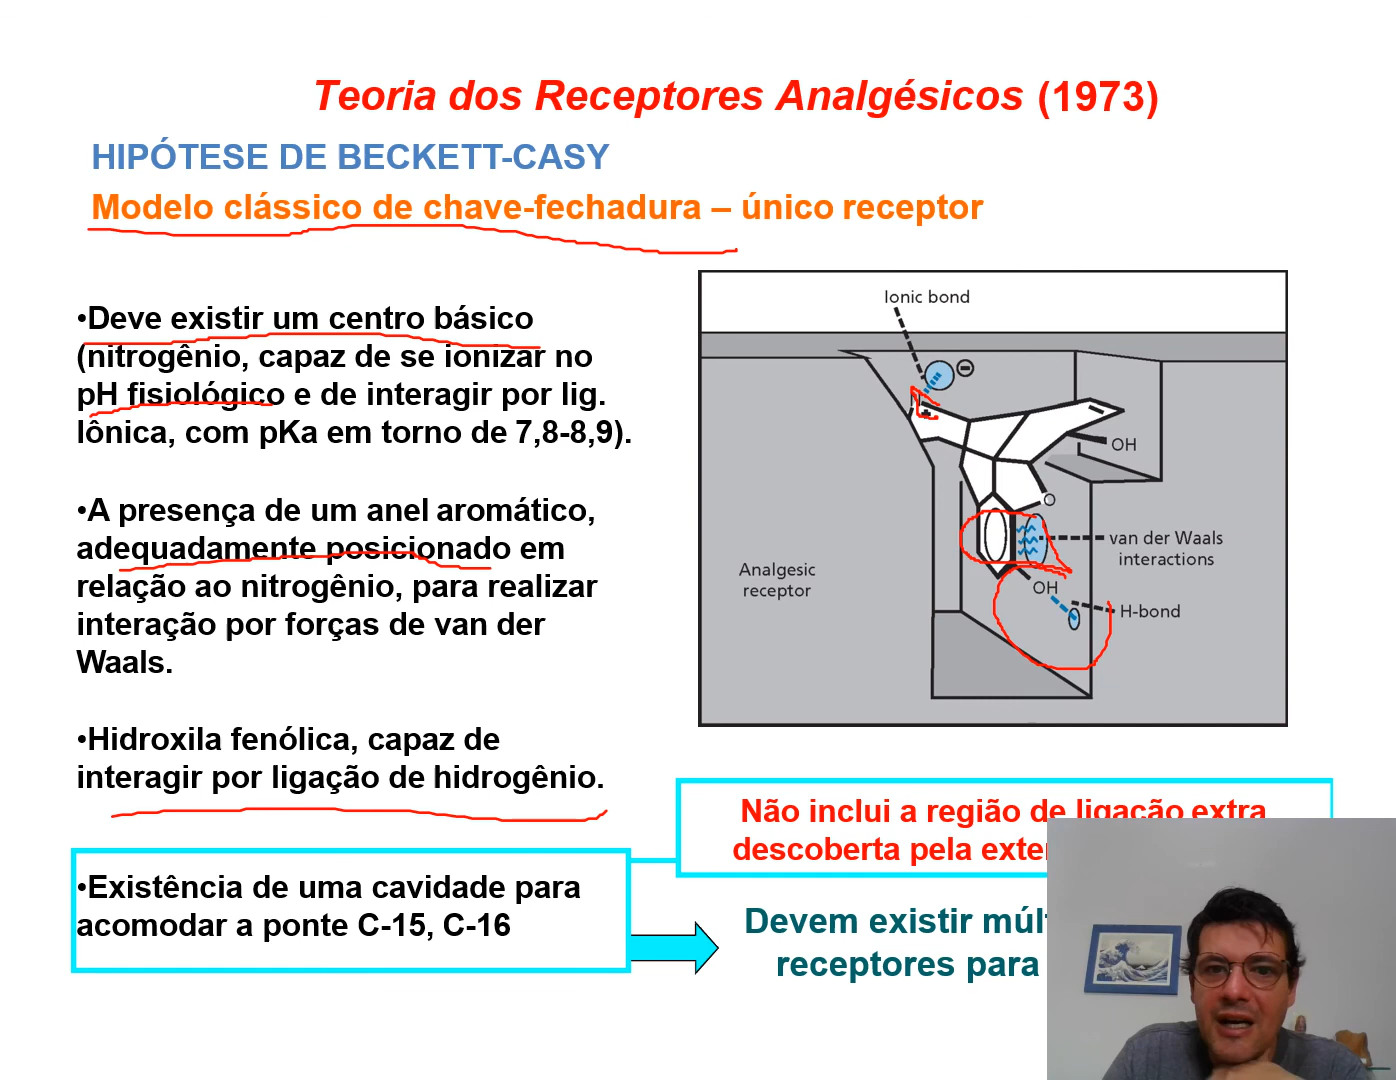 Teoria dos Receptores Analgésicos (1973)
HIPÓTESE DE BECKETT-CASY
Modelo clássico de chave-fechadura – único receptor
•Deve existir um centro básico
(nitrogênio, capaz de se ionizar no
pH fisiológico e de interagir por lig.
Iônica, com pKa em torno de 7,8-8,9).
•A presença de um anel aromático,
adequadamente posicionado em
relação ao nitrogênio, para realizar
interação por forças de van der
Waals.
•Hidroxila fenólica, capaz de
interagir por ligação de hidrogênio.
•Existência de uma cavidade para
acomodar a ponte C-15, C-16
Ionic bond
OH
O
van der Waals
interactions
Analgesic
receptor
OH
H-bond
Não inclui a região de ligação extra
descoberta pela
Devem existir
receptores para